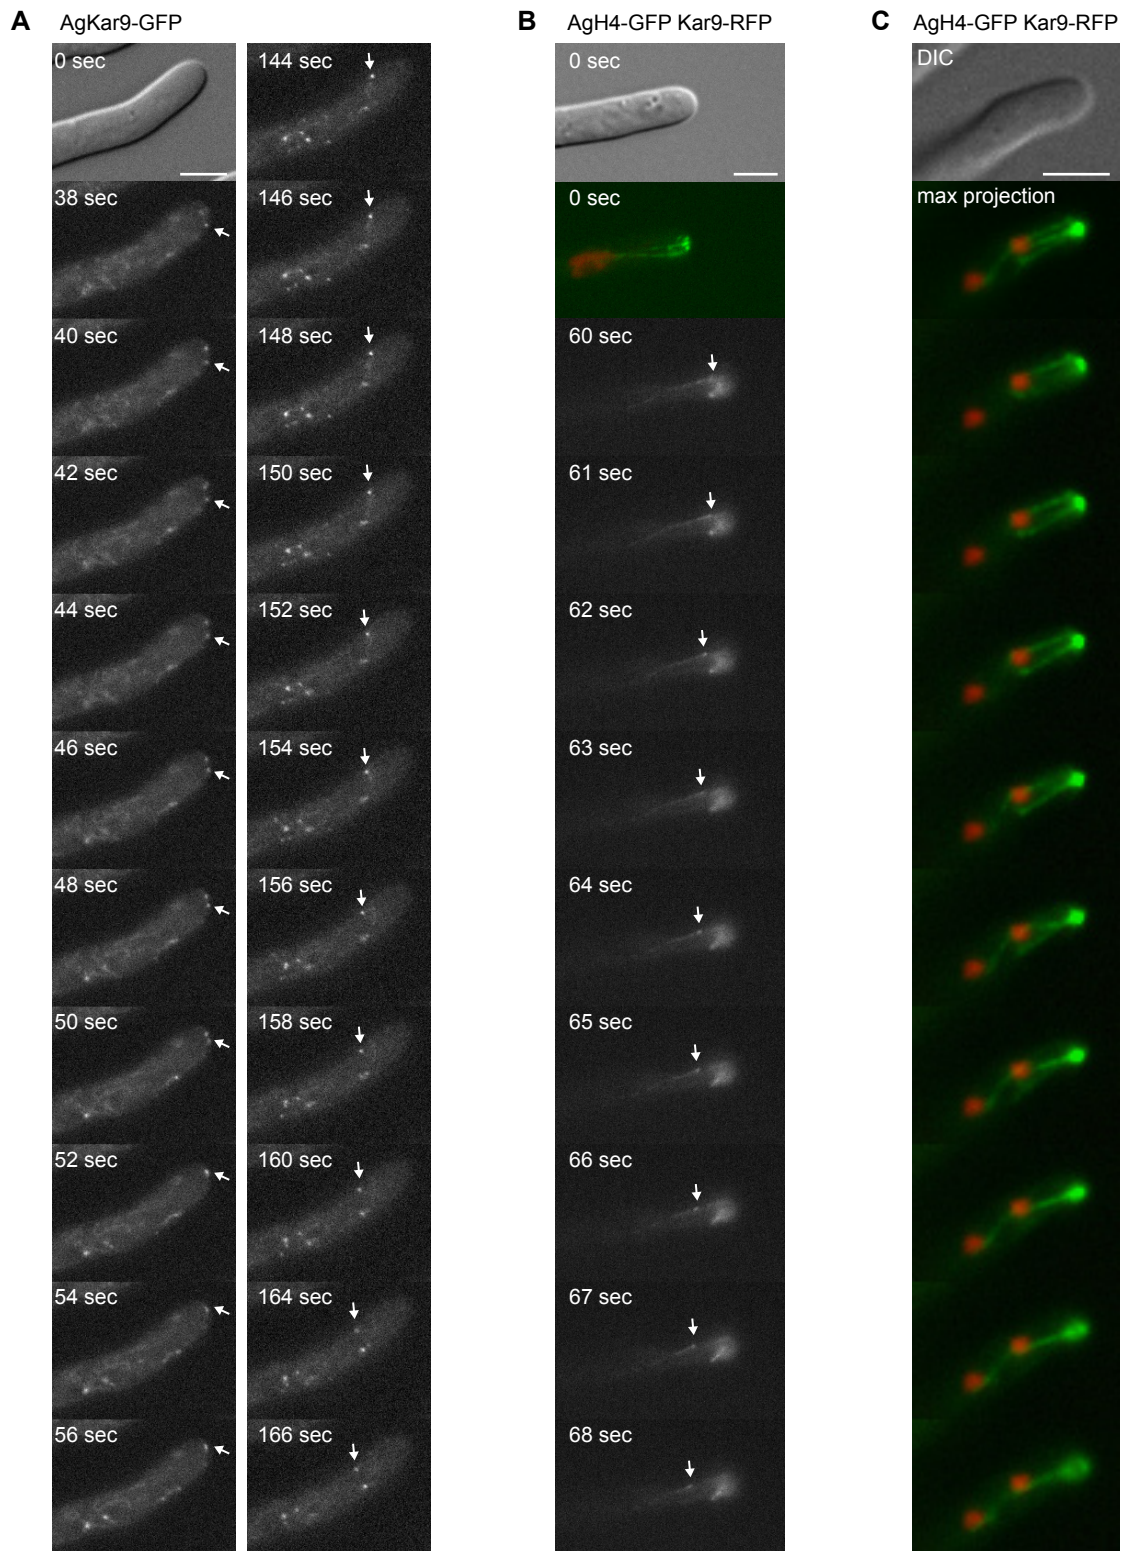 A AgKar9-GFP
B AgH4-GFP Kar9-RFP
C AgH4-GFP Kar9-RFP
0 sec
38 sec
40 sec
42 sec
44 sec
46 sec
48 sec
50 sec
52 sec
54 sec
56 sec
144 sec
146 sec
148 sec
150 sec
152 sec
154 sec
156 sec
158 sec
160 sec
164 sec
166 sec
0 sec
0 sec
60 sec
61 sec
62 sec
63 sec
64 sec
65 sec
66 sec
67 sec
68 sec
DIC
max projection